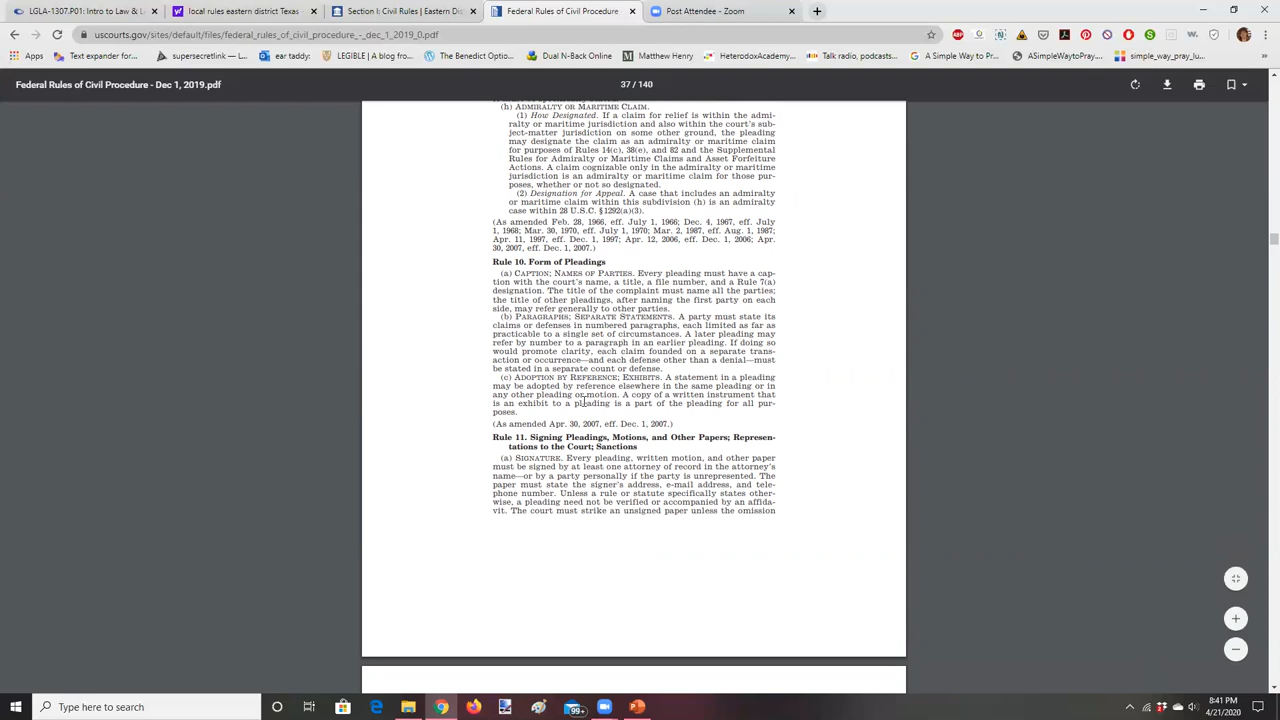 LGA-1307.P01: Intro to Law & L
local rules eastern district Texas
Section I: Civil Rules | Eastern Di
Federal Rules of Civil Procedure
Zoom
uscourts.gov/sites/default/files/federal_rules_of_civil_procedure_-_dec_1_2019_0.pdf
Apps
Text expander for...
supersecretlink
ear taddy.
LEGIBLE! | PEOPLE...
The Benedict Option...
Dual N-Back Online
Matthew Henry
HeterodoxAcademy...
Talk radio, podcasts...
A Simple Way to Pr...
ASimpleWaytoPray...
simple_way_pray_lu...
Federal Rules of Civil Procedure - Dec 1, 2019.pdf
37 / 140
(h) ADMIRALTY OR MARITIME CLAIM.
(1) How Designated. If a claim for relief is within the admi-
ralty or maritime jurisdiction and also within the court's sub-
ject-matter jurisdiction on some other ground, the pleading
may designate the claim as an admiralty or maritime claim
for purposes of Rules 14(c), 38(e), and 82 and the Supplemental
Rules for Admiralty or Maritime Claims and Asset Forfeiture
Actions. A claim cognizable only in the admiralty or maritime
jurisdiction is an admiralty or maritime claim for those pur-
poses, whether or not so designated.
(2) Designation for Appeal. A case that includes an admiralty
or maritime claim within this subdivision (h) is an admiralty
case within 28 U.S.C. §1292(a)(3).
(As amended Feb. 28, 1966, eff. July 1, 1966; Dec. 4, 1967, eff. July
1, 1968; Mar. 30, 1970, eff. July 1, 1970; Mar. 2, 1987, eff. Aug. 1, 1987;
Apr. 11, 1997, eff. Dec. 1, 1997; Apr. 12, 2006, eff. Dec. 1, 2006; Apr.
30, 2007, eff. Dec. 1, 2007.)
Rule 10. Form of Pleadings
(a) CAPTION; NAMES OF PARTIES. Every pleading must have a cap-
tion with the court's name, a title, a file number, and a Rule 7(a)
designation. The title of the complaint must name all the parties;
the title of other pleadings, after naming the first party on each
side, may refer generally to other parties.
(b) PARAGRAPHS; SEPARATE STATEMENTS. A party must state its
claims or defenses in numbered paragraphs, each limited as far as
practicable to a single set of circumstances. A later pleading may
refer by number to a paragraph in an earlier pleading. If doing so
would promote clarity, each claim founded on a separate trans-
action or occurrence—and each defense other than a denial—must
be stated in a separate count or defense.
(c) ADOPTION BY REFERENCE; EXHIBITS. A statement in a pleading
may be adopted by reference elsewhere in the same pleading or in
any other pleading or motion. A copy of a written instrument that
is an exhibit to a pleading is a part of the pleading for all pur-
poses.
(As amended Apr. 30, 2007, eff. Dec. 1, 2007.)
Rule 11. Signing Pleadings, Motions, and Other Papers; Represen-
tations to the Court; Sanctions
(a) SIGNATURE. Every pleading, written motion, and other paper
must be signed by at least one attorney of record in the attorney's
name—or by a party personally if the party is unrepresented. The
paper must state the signer's address, e-mail address, and tele-
phone number. Unless a rule or statute specifically states other-
wise, a pleading need not be verified or accompanied by an affida-
vit. The court must strike an unsigned paper unless the omission
Type here to search
99+
8:41 PM
4/21/2020